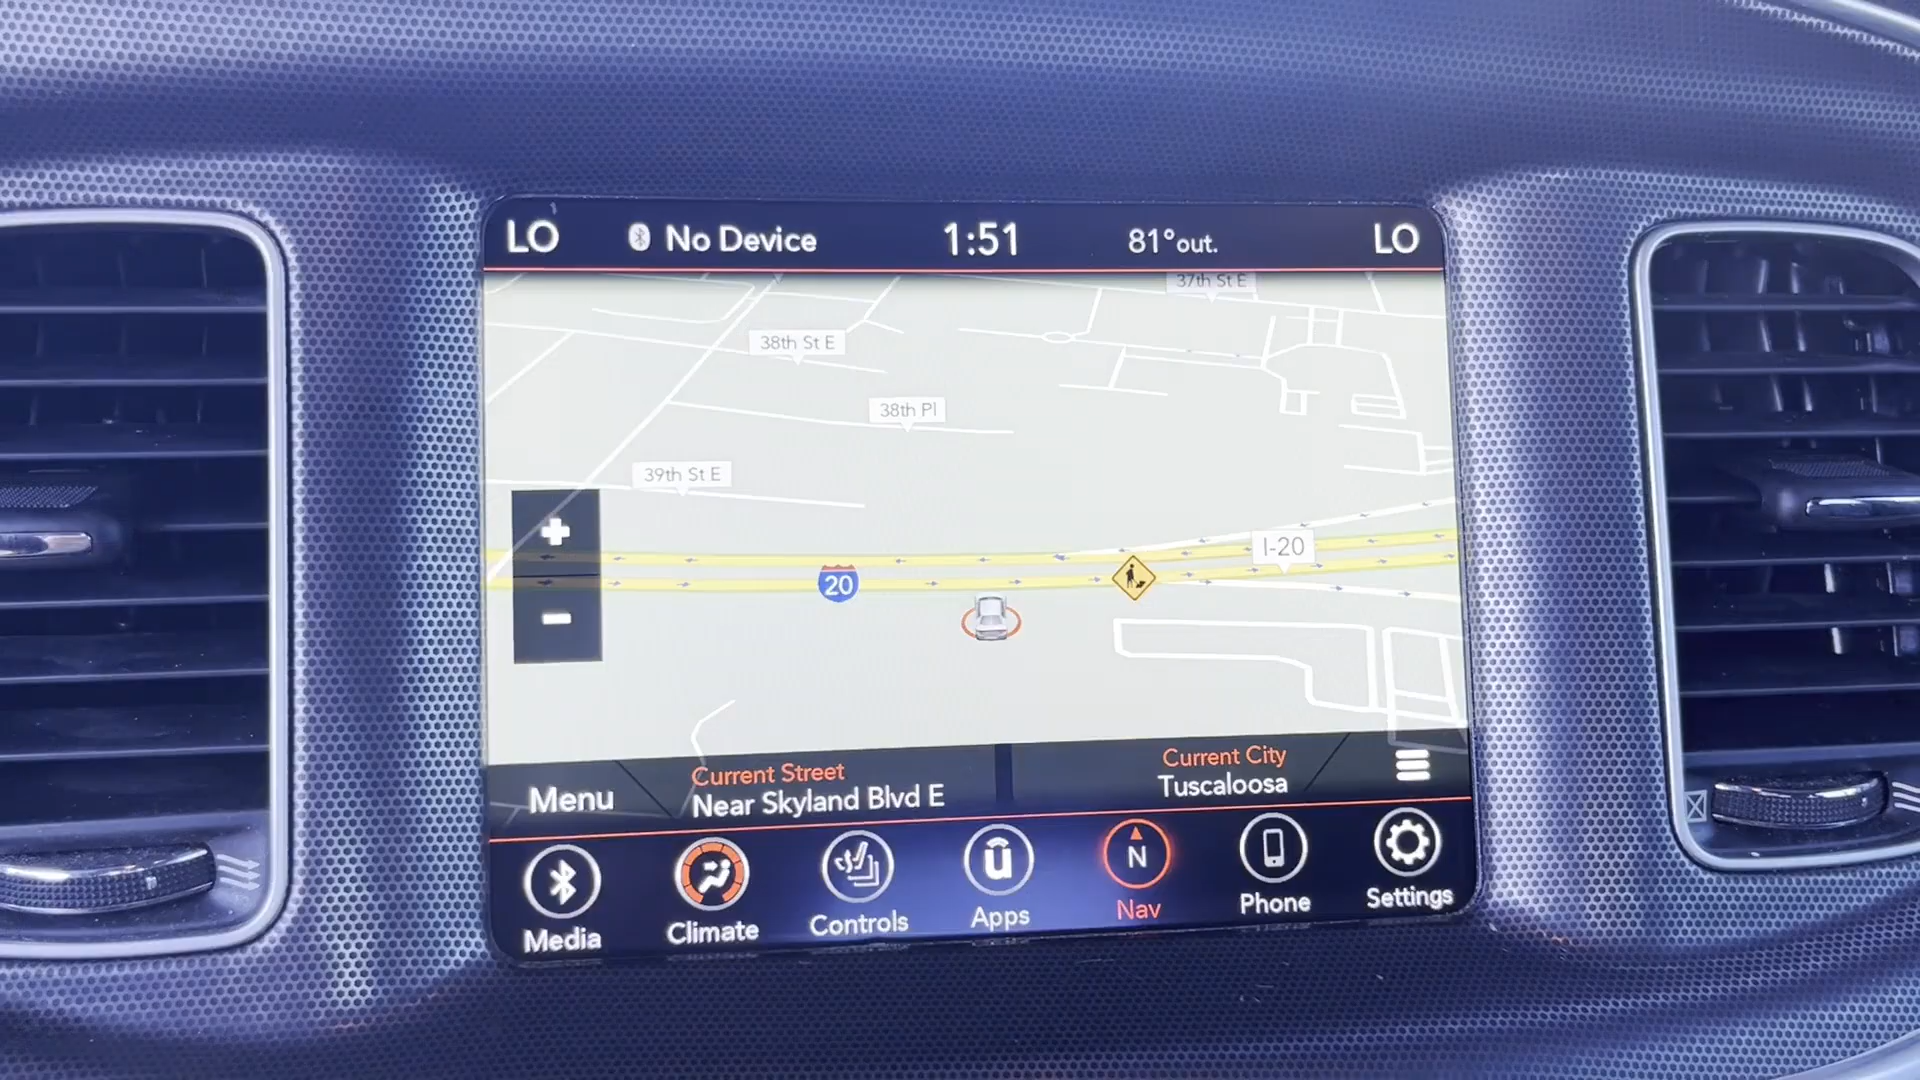 LO No Device 1:51 81°out. LO
37th St E
38th St E
38th Pl
39th St E
I-20
20
+
-
Menu
Current Street
Near Skyland Blvd E
Current City
Tuscaloosa
N
Media Climate Controls Apps Nav Phone Settings